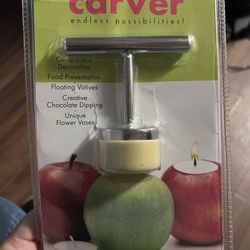 carver
endless possibilities!
Centerpiece
Decoration
Food Presentation
Floating Votives
Creative
Chocolate Dipping
Unique
Flower Vases